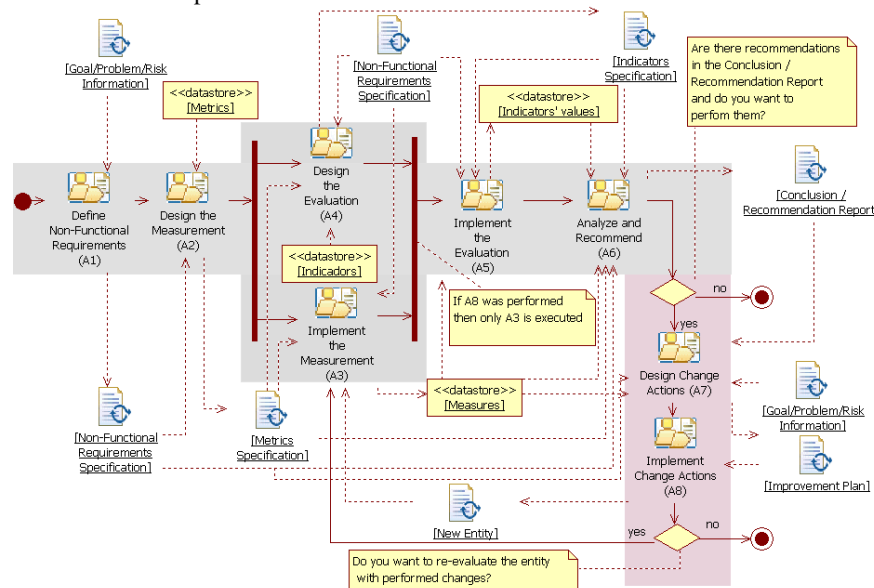 [Goal/Problem/Risk
Information]
<<datastore>>
[Metrics]
[Non-Functional
Requirements
Specification]
<<datastore>>
[Indicators' values]
[Indicators
Specification]
Are there recommendations
in the Conclusion /
Recommendation Report
and do you want to
perfom them?
Define
Non-Functional
Requirements
(A1)
Design the
Measurement
(A2)
Design
the
Evaluation
(A4)
<<datastore>>
[Indicadors]
Implement
the
Measurement
(A3)
Implement
the
Evaluation
(A5)
Analyze and
Recommend
(A6)
[Conclusion /
Recommendation Report]
If A8 was performed
then only A3 is executed
no
yes
<<datastore>>
[Measures]
Design Change
Actions (A7)
[Goal/Problem/Risk
Information]
[Non-Functional
Requirements
Specification]
[Metrics
Specification]
Implement
Change Actions
(A8)
[Improvement Plan]
[New Entity]
yes
no
Do you want to re-evaluate the entity
with performed changes?